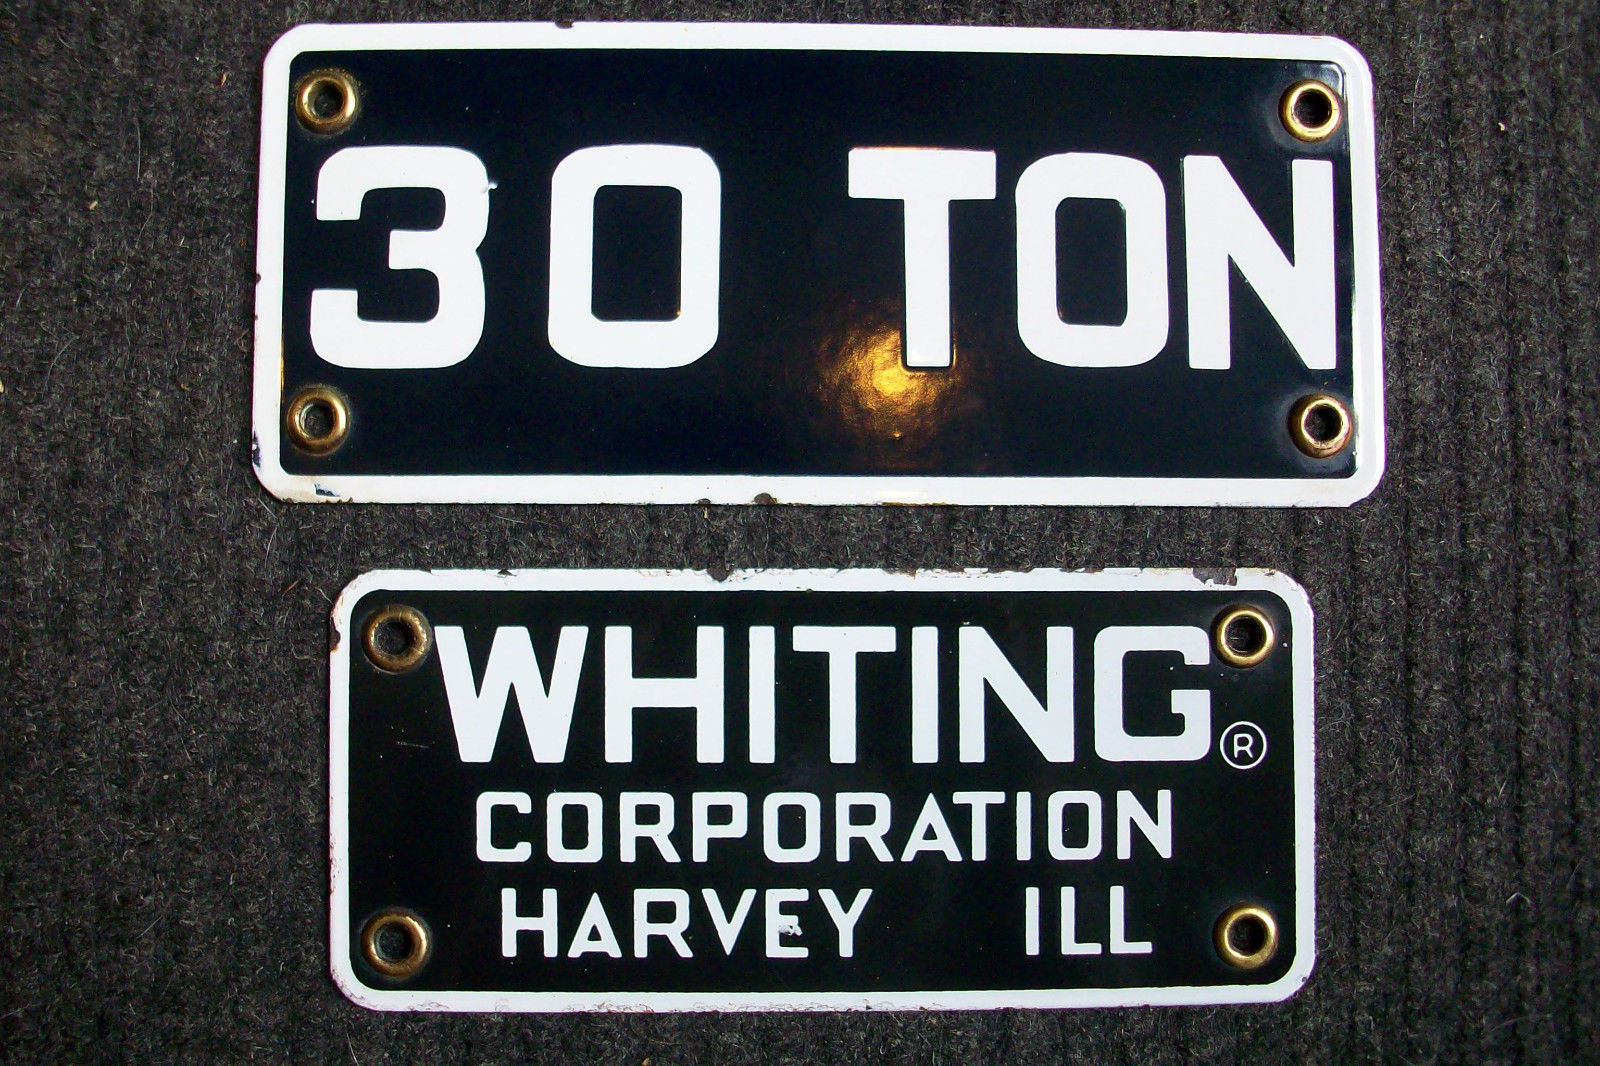 30 TON
WHITING®
CORPORATION
HARVEY ILL